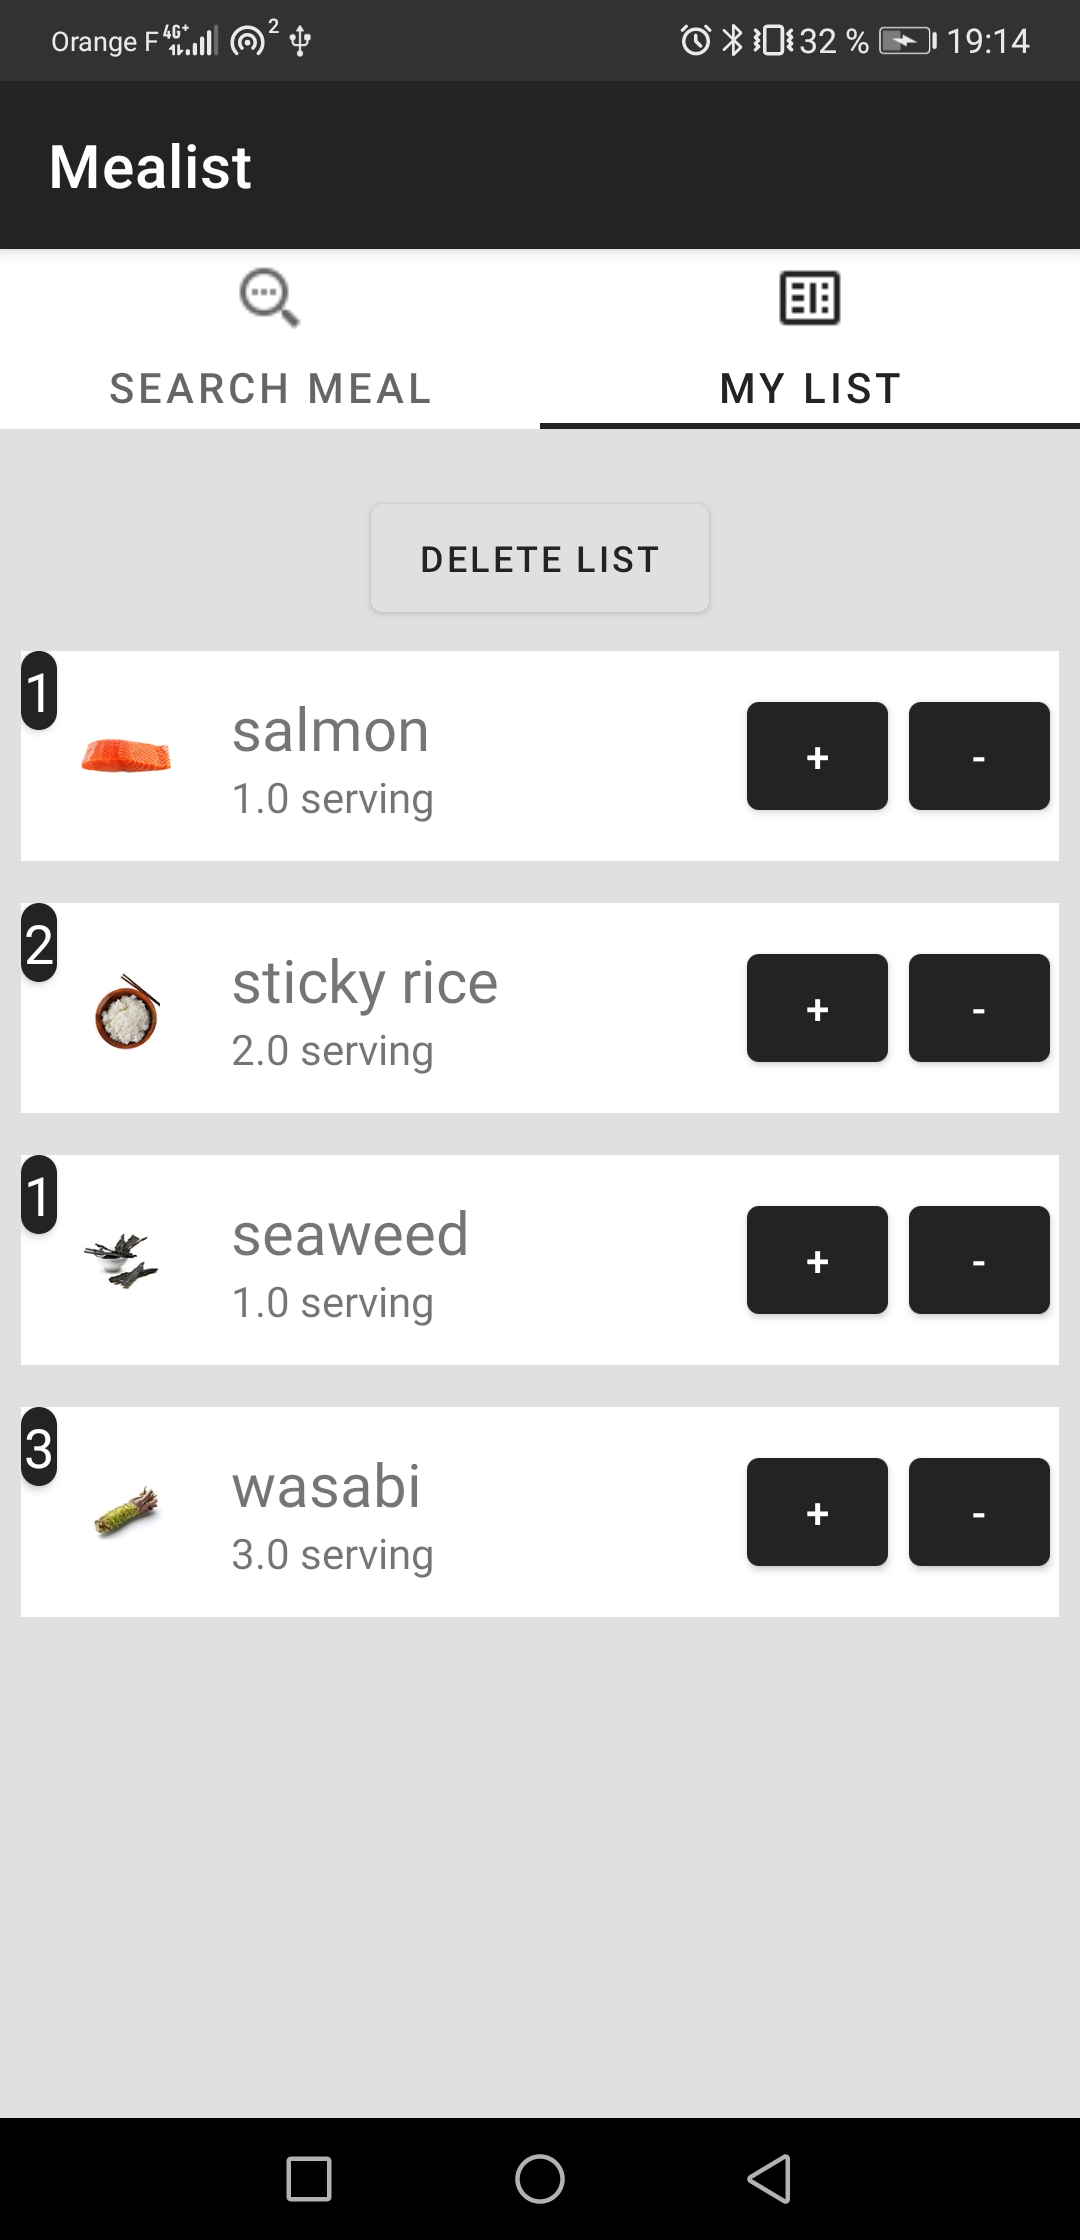 Orange F 4G+ 2 32 % 19:14
Mealist
SEARCH MEAL MY LIST
DELETE LIST
1
salmon
1.0 serving
+ -
2
sticky rice
2.0 serving
+ -
1
seaweed
1.0 serving
+ -
3
wasabi
3.0 serving
+ -